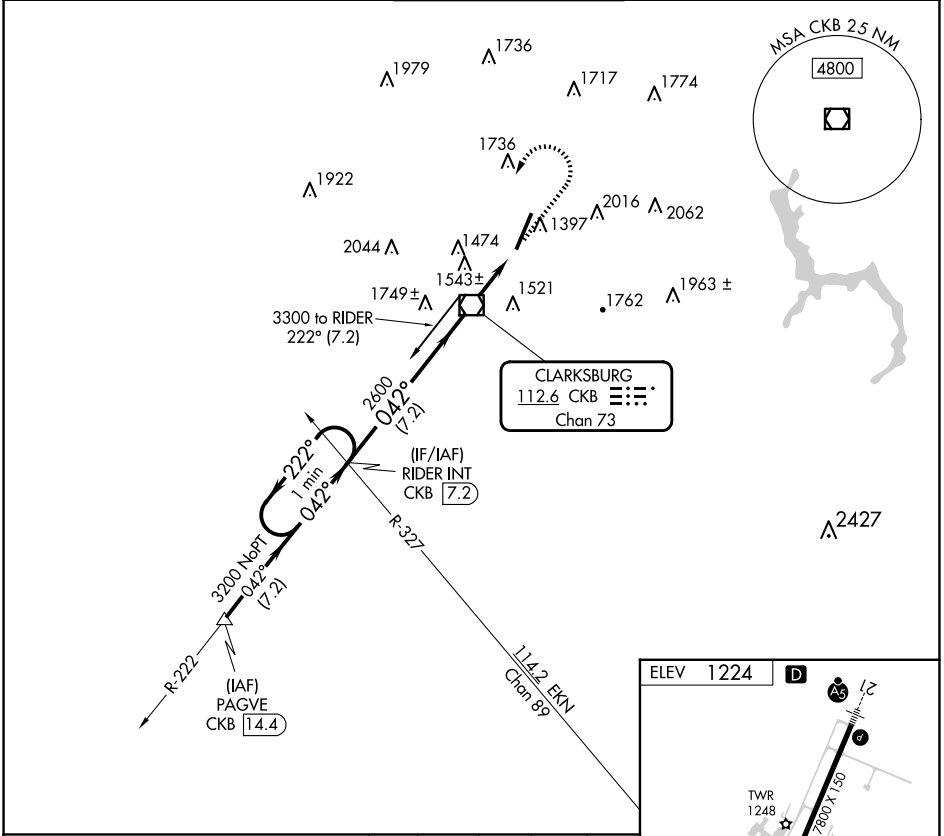 1736
1979
1717
1774
MSA CKB 25 NM
4800
1736
1922
2016
2062
1397
2044
1474
1543±
1749±
1521
1762
1963 ±
3300 to RIDER
222° (7.2)
CLARKSBURG
112.6 CKB
Chan 73
2600
042°
(7.2)
(IF/IAF)
RIDER INT
CKB 7.2
222°
1 min
042°
R-327
2427
3200 NoPT
042°
(7.2)
R-222
(IAF)
PAGVE
CKB 14.4
114.2 EKN
Chan 89
ELEV 1224 D
A5
21
P
TWR
1248
7800 X 150